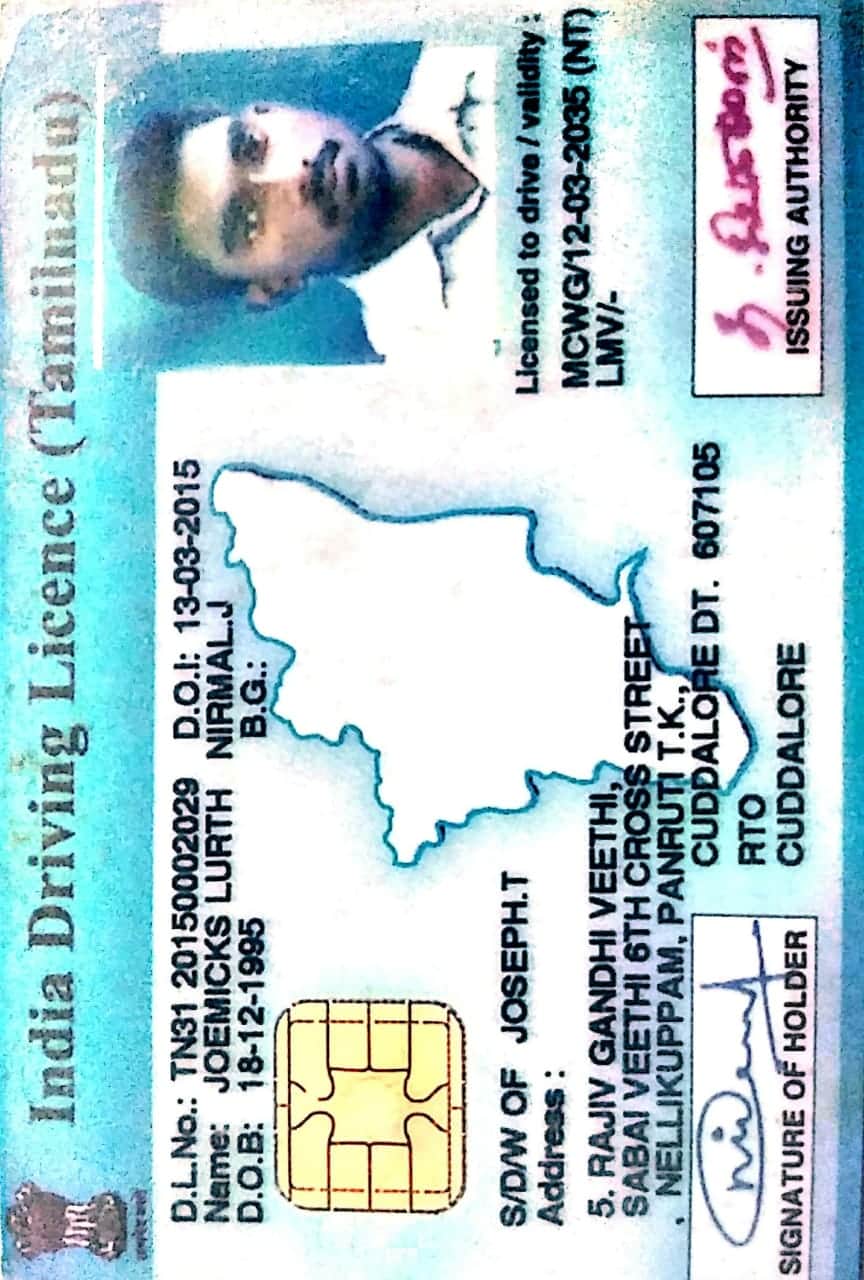 India Driving Licence (Tamilnadu)
D.L.No.: TN31 20150002029 D.O.I: 13-03-2015
Name: JOEMICKS LURTH NIRMAL.J
D.O.B: 18-12-1995 B.G.:
S/D/W OF JOSEPH.T
Address :
5. RAJIV GANDHI VEETHI,
SABAI VEETHI 6TH CROSS STREET
, NELLIKUPPAM, PANRUTI T.K.,
CUDDALORE DT. 607105
Licensed to drive / validity :
MCWG/12-03-2035 (NT)
LMV/-
RTO
CUDDALORE
SIGNATURE OF HOLDER
ISSUING AUTHORITY